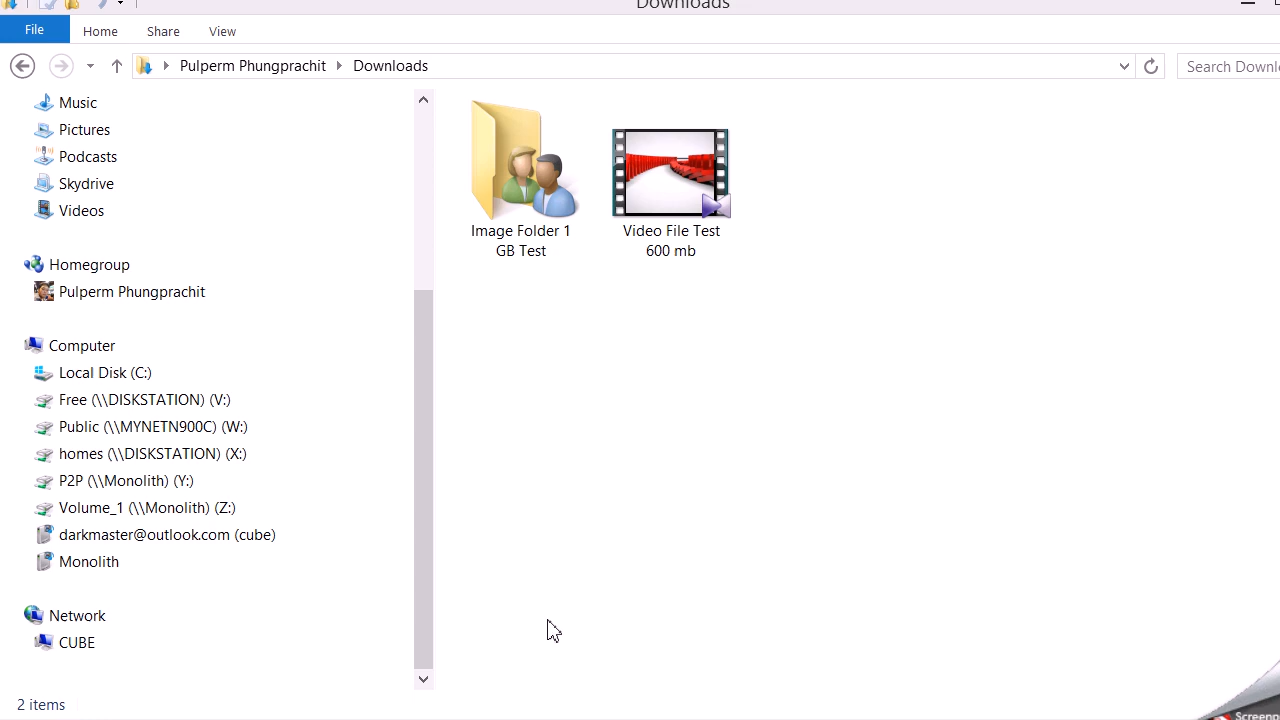 Downloads
File Home Share View
Pulperm Phungprachit Downloads
Music
Pictures
Podcasts
Skydrive
Videos
Homegroup
Pulperm Phungprachit
Computer
Local Disk (C:)
Free (\\DISKSTATION) (V:)
Public (\\MYNETN900C) (W:)
homes (\\DISKSTATION) (X:)
P2P (\\Monolith) (Y:)
Volume_1 (\\Monolith) (Z:)
darkmaster@outlook.com (cube)
Monolith
Network
CUBE
Search
Image Folder 1
GB Test
Video File Test
600 mb
2 items